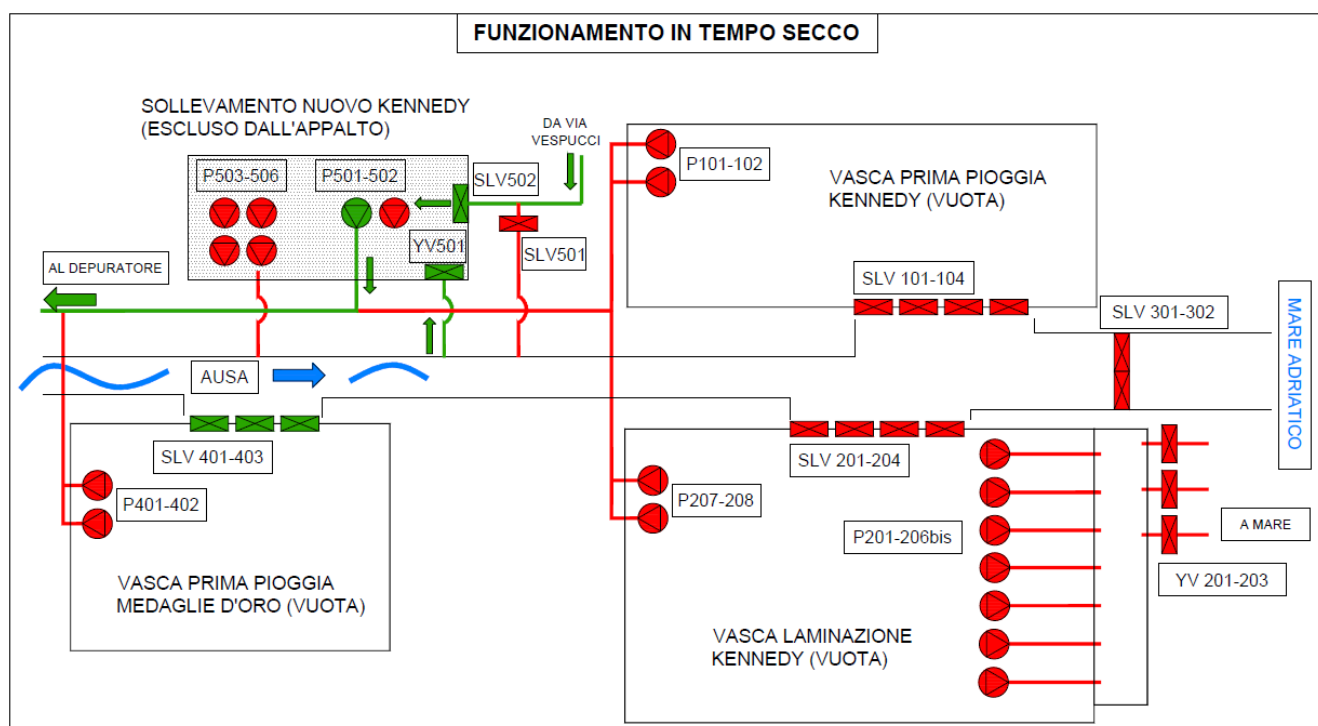 FUNZIONAMENTO IN TEMPO SECCO
SOLLEVAMENTO NUOVO KENNEDY
(ESCLUSO DALL'APPALTO)
DA VIA
VESPUCCI
P503-506
P501-502
SLV502
YV501
SLV501
P101-102
VASCA PRIMA PIOGGIA
KENNEDY (VUOTA)
AL DEPURATORE
SLV 101-104
SLV 301-302
MARE ADRIATICO
AUSA
SLV 401-403
SLV 201-204
P401-402
P207-208
P201-206bis
A MARE
YV 201-203
VASCA PRIMA PIOGGIA
MEDAGLIE D'ORO (VUOTA)
VASCA LAMINAZIONE
KENNEDY (VUOTA)